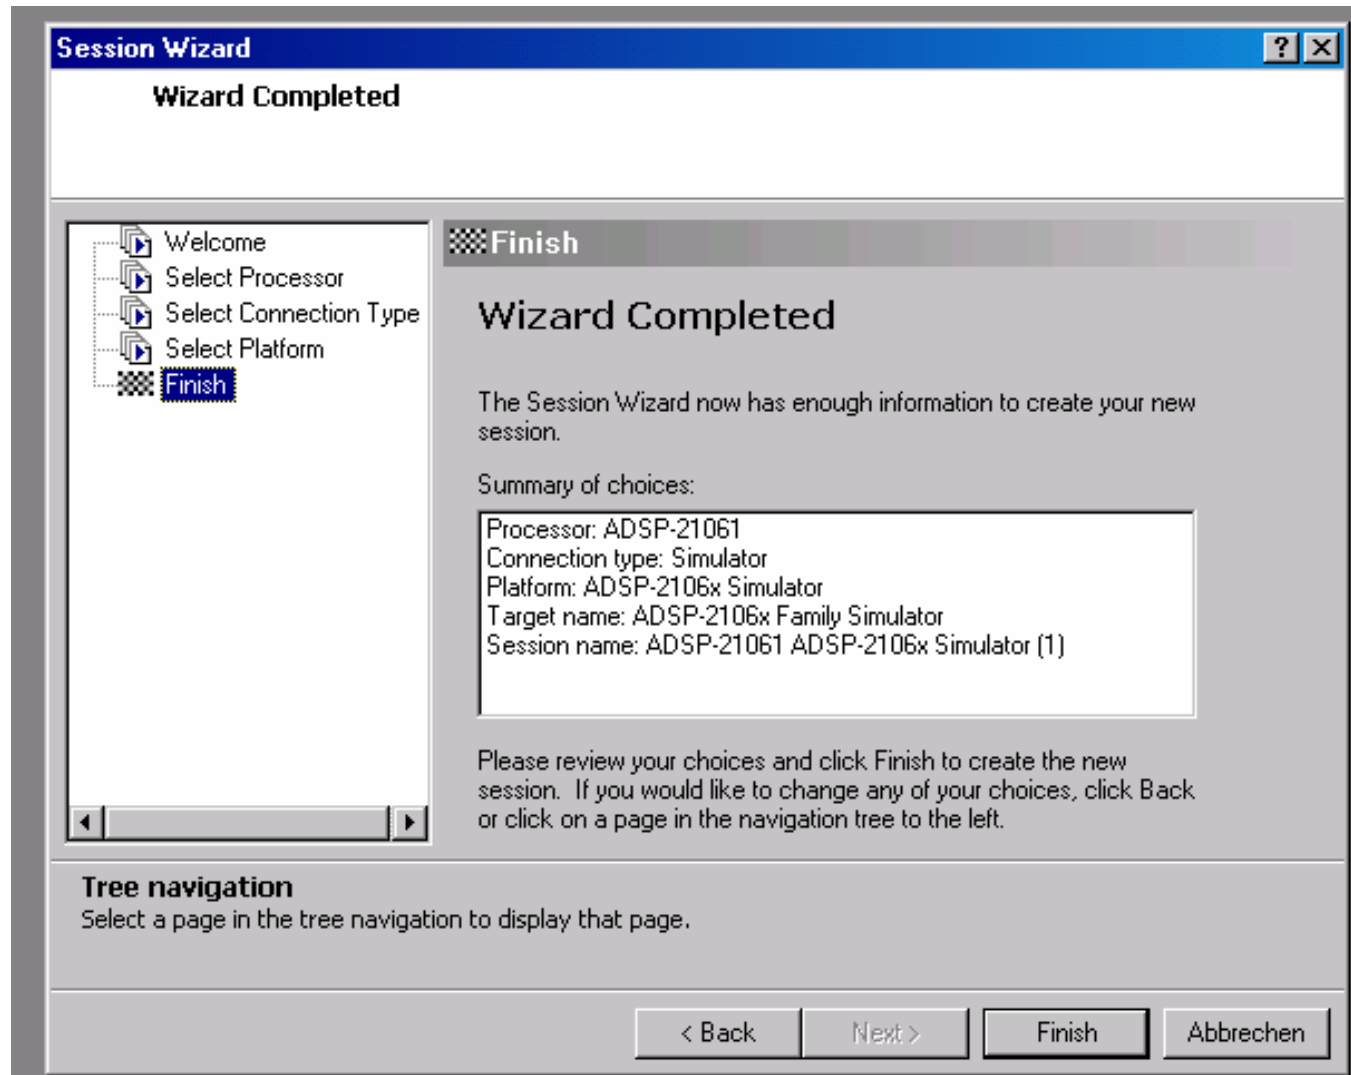 Session Wizard
Wizard Completed
Welcome
Select Processor
Select Connection Type
Select Platform
Finish
Finish
Wizard Completed
The Session Wizard now has enough information to create your new
session.
Summary of choices:
Processor: ADSP-21061
Connection type: Simulator
Platform: ADSP-2106x Simulator
Target name: ADSP-2106x Family Simulator
Session name: ADSP-21061 ADSP-2106x Simulator (1)
Please review your choices and click Finish to create the new
session. If you would like to change any of your choices, click Back
or click on a page in the navigation tree to the left.
Tree navigation
Select a page in the tree navigation to display that page.
< Back Next > Finish Abbrechen